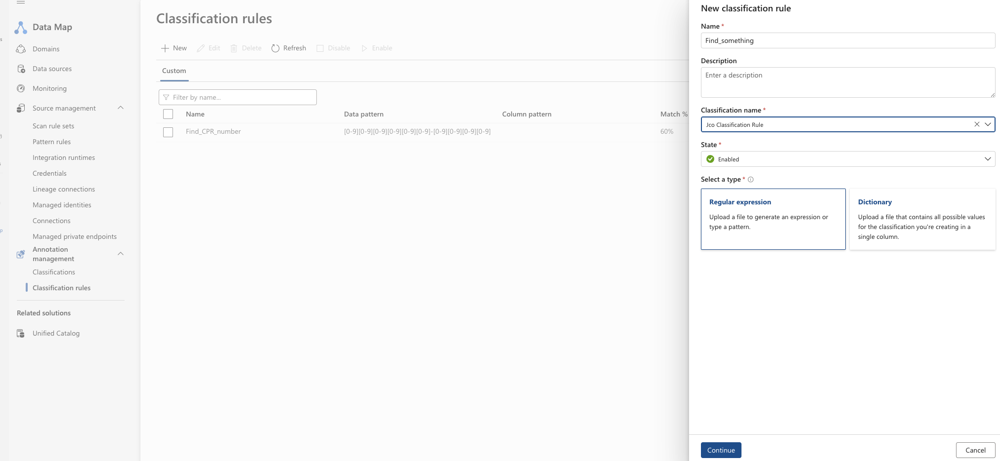 Data Map
Domains
Data sources
Monitoring
Source management
Scan rule sets
Pattern rules
Integration runtimes
Credentials
Lineage connections
Managed identities
Connections
Managed private endpoints
Annotation
management
Classifications
Classification rules
Related solutions
Unified Catalog
Classification rules
New Edit Delete Refresh Disable Enable
Custom
Filter by name...
Name Data pattern Column pattern Match %
Find_CPR_number [0-9][0-9][0-9][0-9][0-9][0-9]-[0-9][0-9][0-9][0-9] 60%
New classification rule
Name *
Find_something
Description
Enter a description
Classification name *
Jco Classification Rule
State *
Enabled
Select a type *
Regular expression
Upload a file to generate an expression or
type a pattern.
Dictionary
Upload a file that contains all possible values
for the classification you're creating in a
single column.
Continue
Cancel